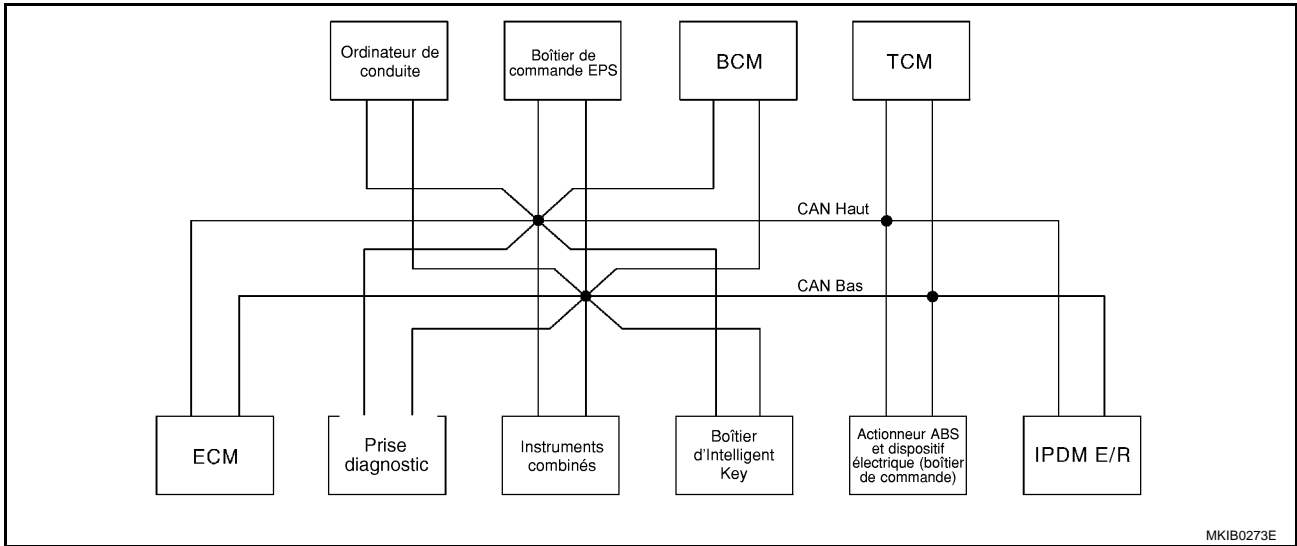 Ordinateur de
conduite
Boîtier de
commande EPS
BCM
TCM
CAN Haut
CAN Bas
ECM
Prise
diagnostic
Instruments
combinés
Boîtier
d'Intelligent
Key
Actionneur ABS
et dispositif
électrique (boîtier
de commande)
IPDM E/R
MKIB0273E